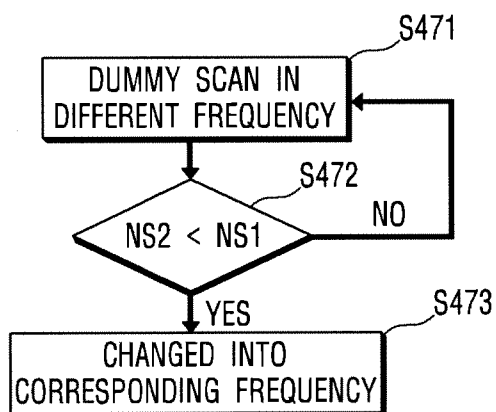 S471
DUMMY SCAN IN
DIFFERENT FREQUENCY
S472
NS2 < NS1
NO
YES
S473
CHANGED INTO
CORRESPONDING FREQUENCY